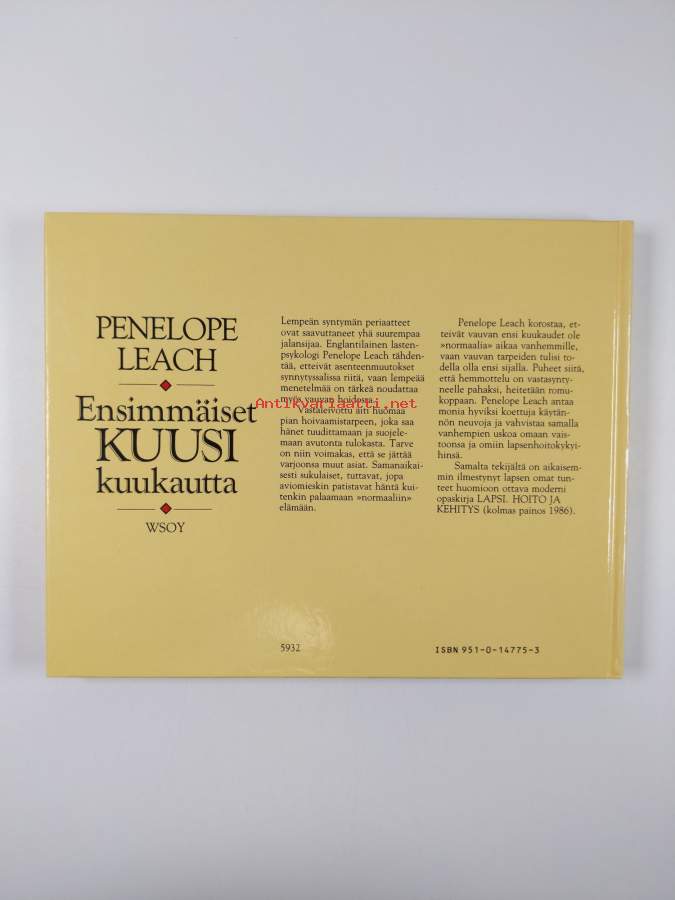 PENELOPE
LEACH
Ensimmäiset
KUUSI
kuukautta
WSOY
Lempeän syntymän periaatteet
ovat saavuttaneet yhä suurempaa
jalansijaa. Englantilainen lasten-
psykologi Penelope Leach tähden-
tää, etteivät asenteenmuutokset
synnytyssalissa riitä, vaan lempeää
menetelmää on tärkeä noudattaa
myös vauvan hoidossa.
Vastaleivottu äiti huomaa
pian hoivaamistarpeen, joka saa
hänet tuudittamaan ja suojele-
maan avutonta tulokasta. Tarve
on niin voimakas, että se jättää
varjoonsa muut asiat. Samanaikai-
sesti sukulaiset, tuttavat, jopa
aviomieskin patistavat häntä kui-
tenkin palaamaan »normaaliin»
elämään.
Penelope Leach korostaa, et-
teivät vauvan ensi kuukaudet ole
»normaalia» aikaa vanhemmille,
vaan vauvan tarpeiden tulisi to-
della olla ensi sijalla. Puheet siitä,
että hemmottelu on vastasynty-
neelle pahaksi, heitetään romu-
koppaan. Penelope Leach antaa
monia hyviksi koettuja käytän-
nön neuvoja ja vahvistaa samalla
vanhempien uskoa omaan vais-
toonsa ja omiin lapsenhoitokykyi-
hinsä.
Samalta tekijältä on aikaisem-
min ilmestynyt lapsen omat tun-
teet huomioon ottava moderni
opaskirja LAPSI. HOITO JA
KEHITYS (kolmas painos 1986).
Antikvariaatti.net
5932
ISBN 951-0-14775-3